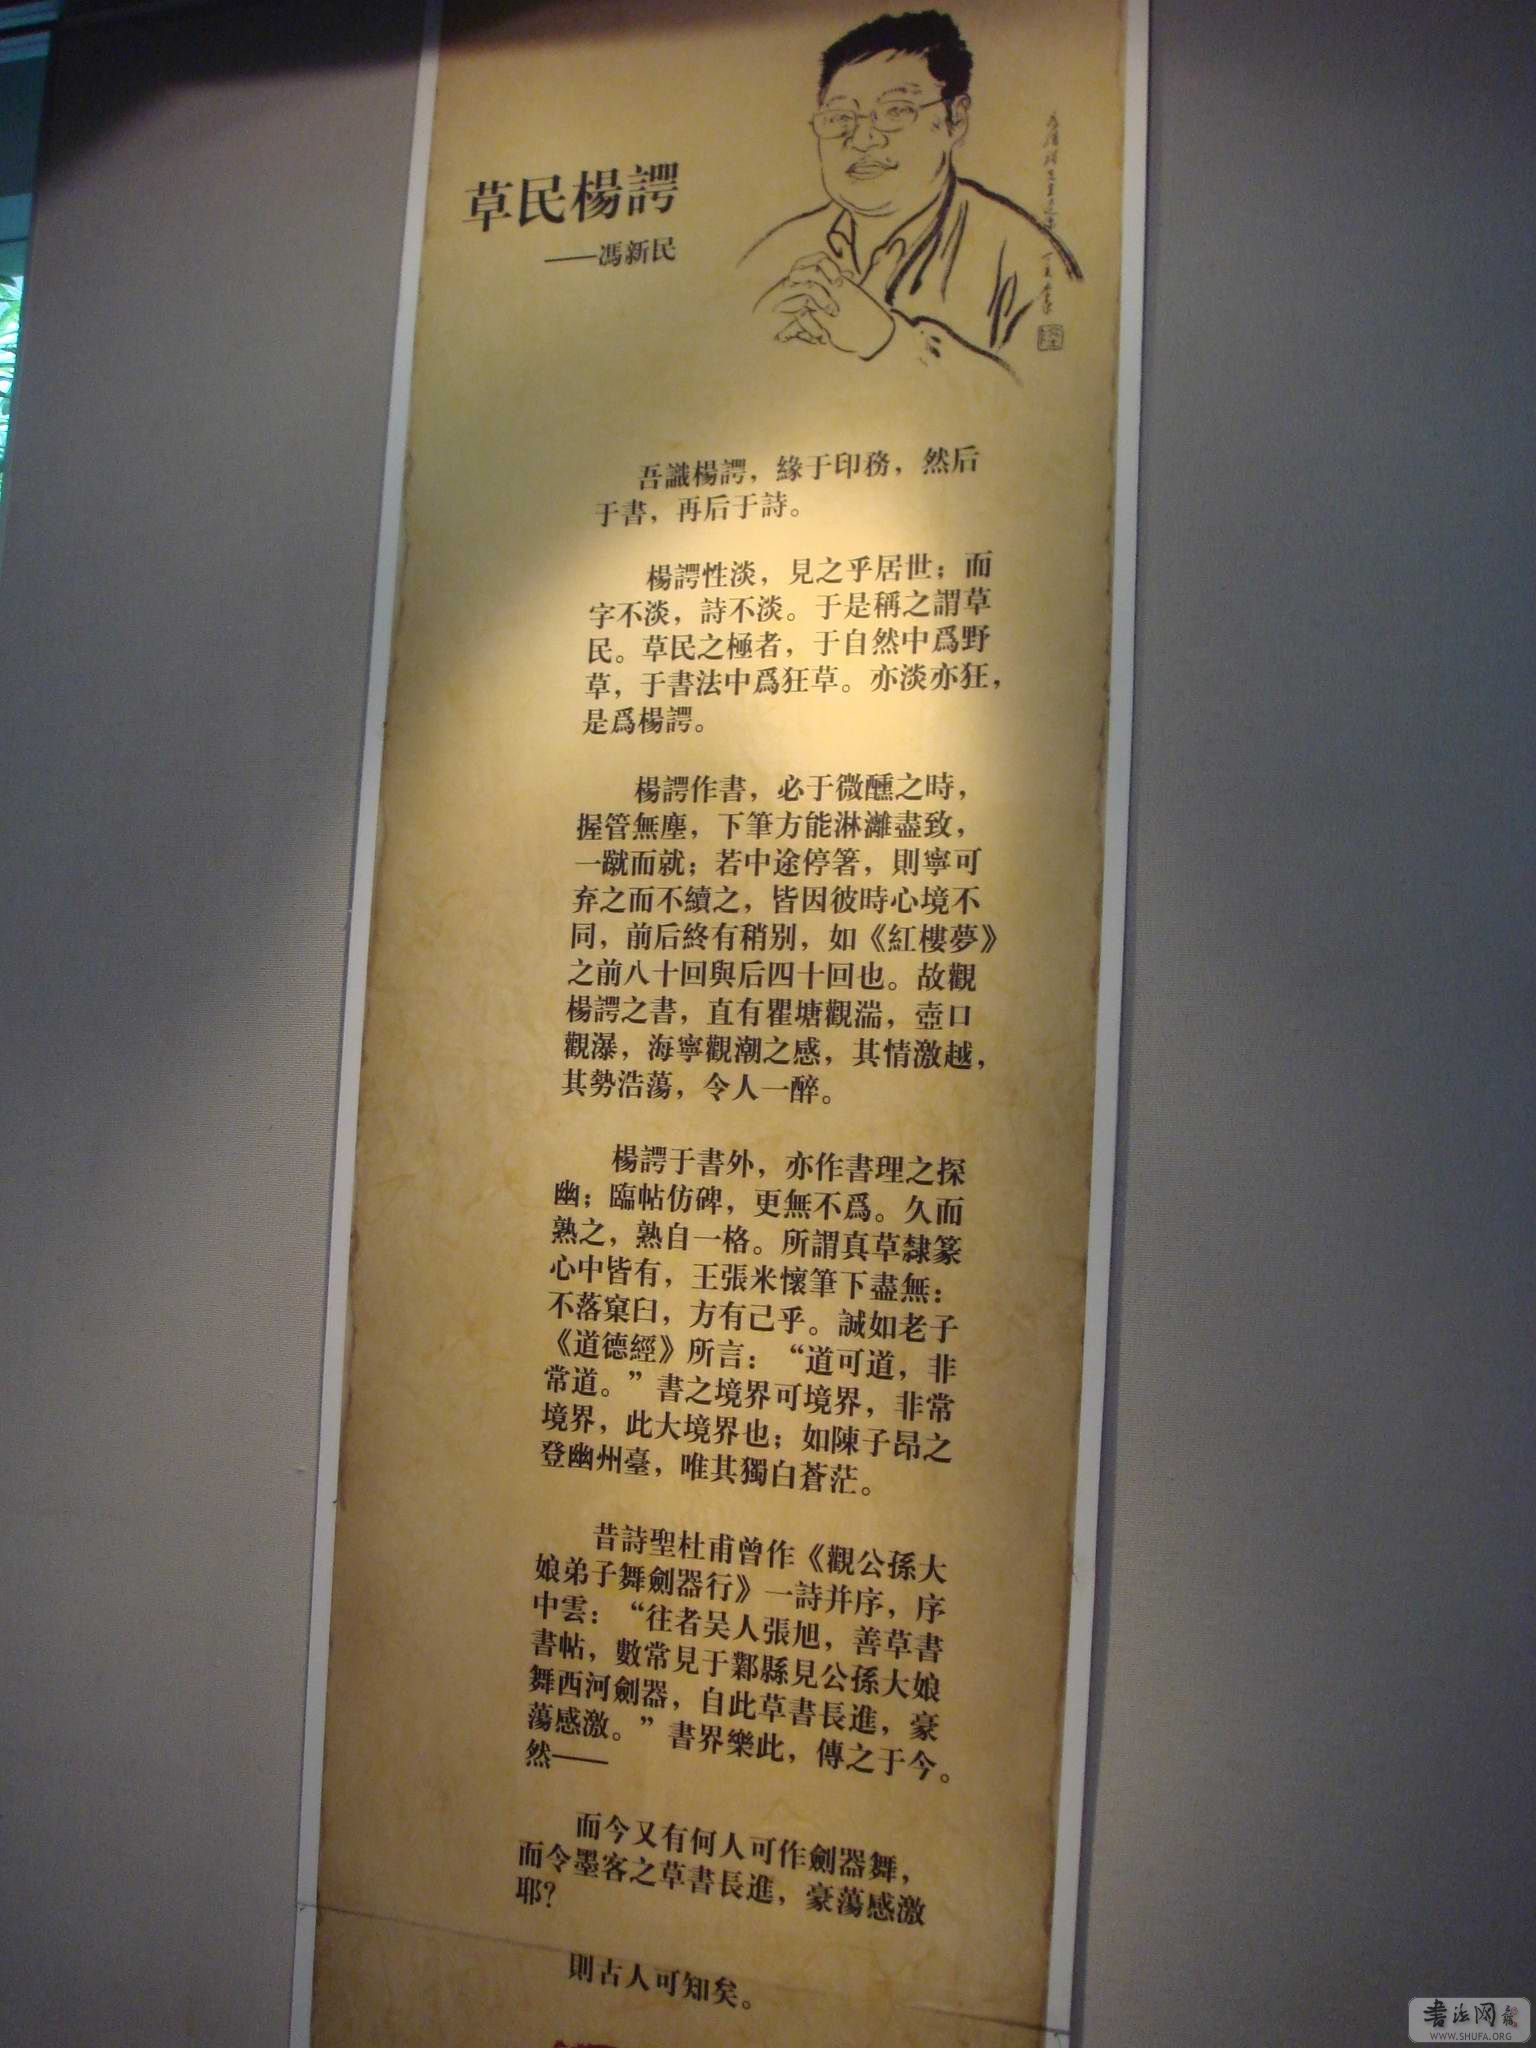 草民楊諤
——馮新民
吾識楊諤，緣于印務，然后
于書，再后于詩。
楊諤性淡，見之乎居世；而
字不淡，詩不淡。于是稱之謂草
民。草民之極者，于自然中爲野
草，于書法中爲狂草。亦淡亦狂，
是爲楊諤。
楊諤作書，必于微醺之時，
握管無塵，下筆方能淋灕盡致，
一蹴而就；若中途停箸，則寧可
弃之而不續之，皆因彼時心境不
同，前后終有稍别，如《紅樓夢》
之前八十回與后四十回也。故觀
楊諤之書，直有瞿塘觀湍，壺口
觀瀑，海寧觀潮之感，其情激越，
其勢浩蕩，令人一醉。
楊諤于書外，亦作書理之探
幽；臨帖仿碑，更無不爲。久而
熟之，熟自一格。所謂真草隸篆
心中皆有，王張米懷筆下盡無：
不落窠臼，方有己乎。誠如老子
《道德經》所言：“道可道，非
常道。”書之境界可境界，非常
境界，此大境界也；如陳子昂之
登幽州臺，唯其獨白蒼茫。
昔詩聖杜甫曾作《觀公孫大
娘弟子舞劍器行》一詩并序，序
中雲：“往者吴人張旭，善草書
書帖，數常見于鄴縣見公孫大娘
舞西河劍器，自此草書長進，豪
蕩感激。”書界樂此，傳之于今。
然——
而今又有何人可作劍器舞，
而令墨客之草書長進，豪蕩感激
耶？
則古人可知矣。
书法网
WWW.SHUFA.ORG